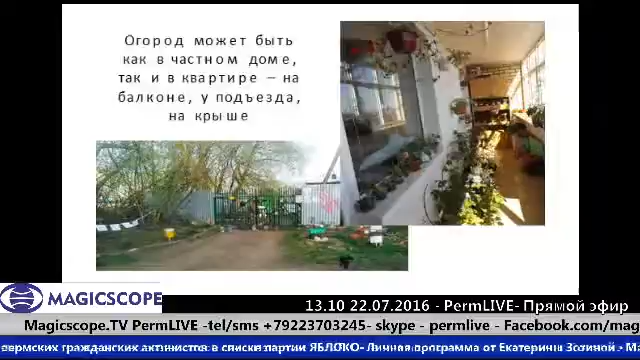 Огород может быть
как в частном доме,
так и в квартире – на
балконе, у подъезда,
на крыше
MAGICSCOPE
13.10 22.07.2016 - PermLIVE- Прямой эфир
Magicscope.TV PermLIVE -tel/sms +79223703245- skype - permlive - Facebook.com/mag
зермских гражданских активистов в списке партии ЯБЛОКО- Личная программа от Екатерины